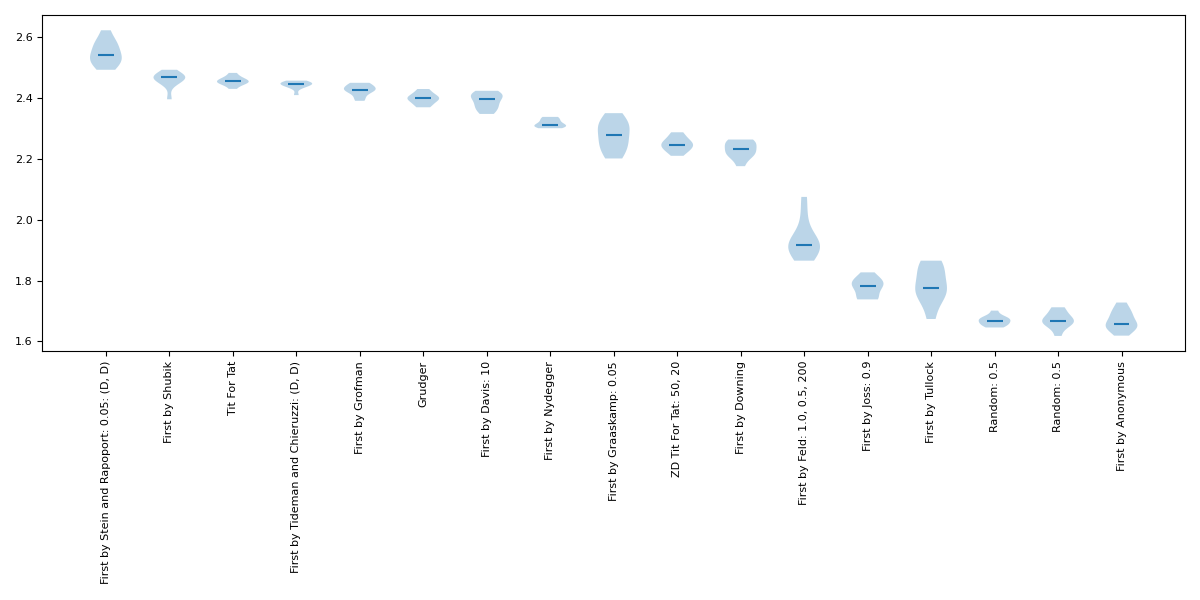 2.6
2.4
2.2
2.0
1.8
1.6
First by Stein and Rapoport: 0.05: (D, D)
First by Shubik
Tit For Tat
First by Tideman and Chieruzzi: (D, D)
First by Grofman
Grudger
First by Davis: 10
First by Nydegger
First by Graaskamp: 0.05
ZD Tit For Tat: 50, 20
First by Downing
First by Feld: 1.0, 0.5, 200
First by Joss: 0.9
First by Tullock
Random: 0.5
Random: 0.5
First by Anonymous